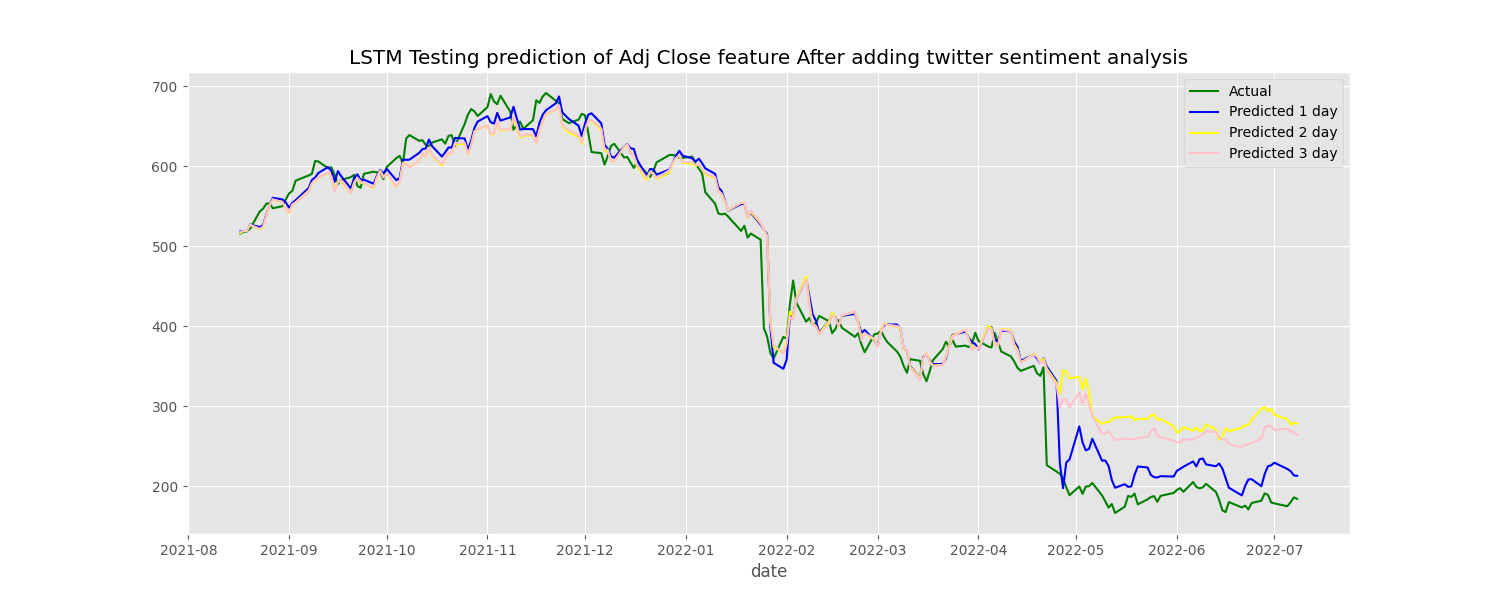 LSTM Testing prediction of Adj Close feature After adding twitter sentiment analysis
700
600
500
400
300
200
Actual
Predicted 1 day
Predicted 2 day
Predicted 3 day
2021-08 2021-09 2021-10 2021-11 2021-12 2022-01 2022-02 2022-03 2022-04 2022-05 2022-06 2022-07
date